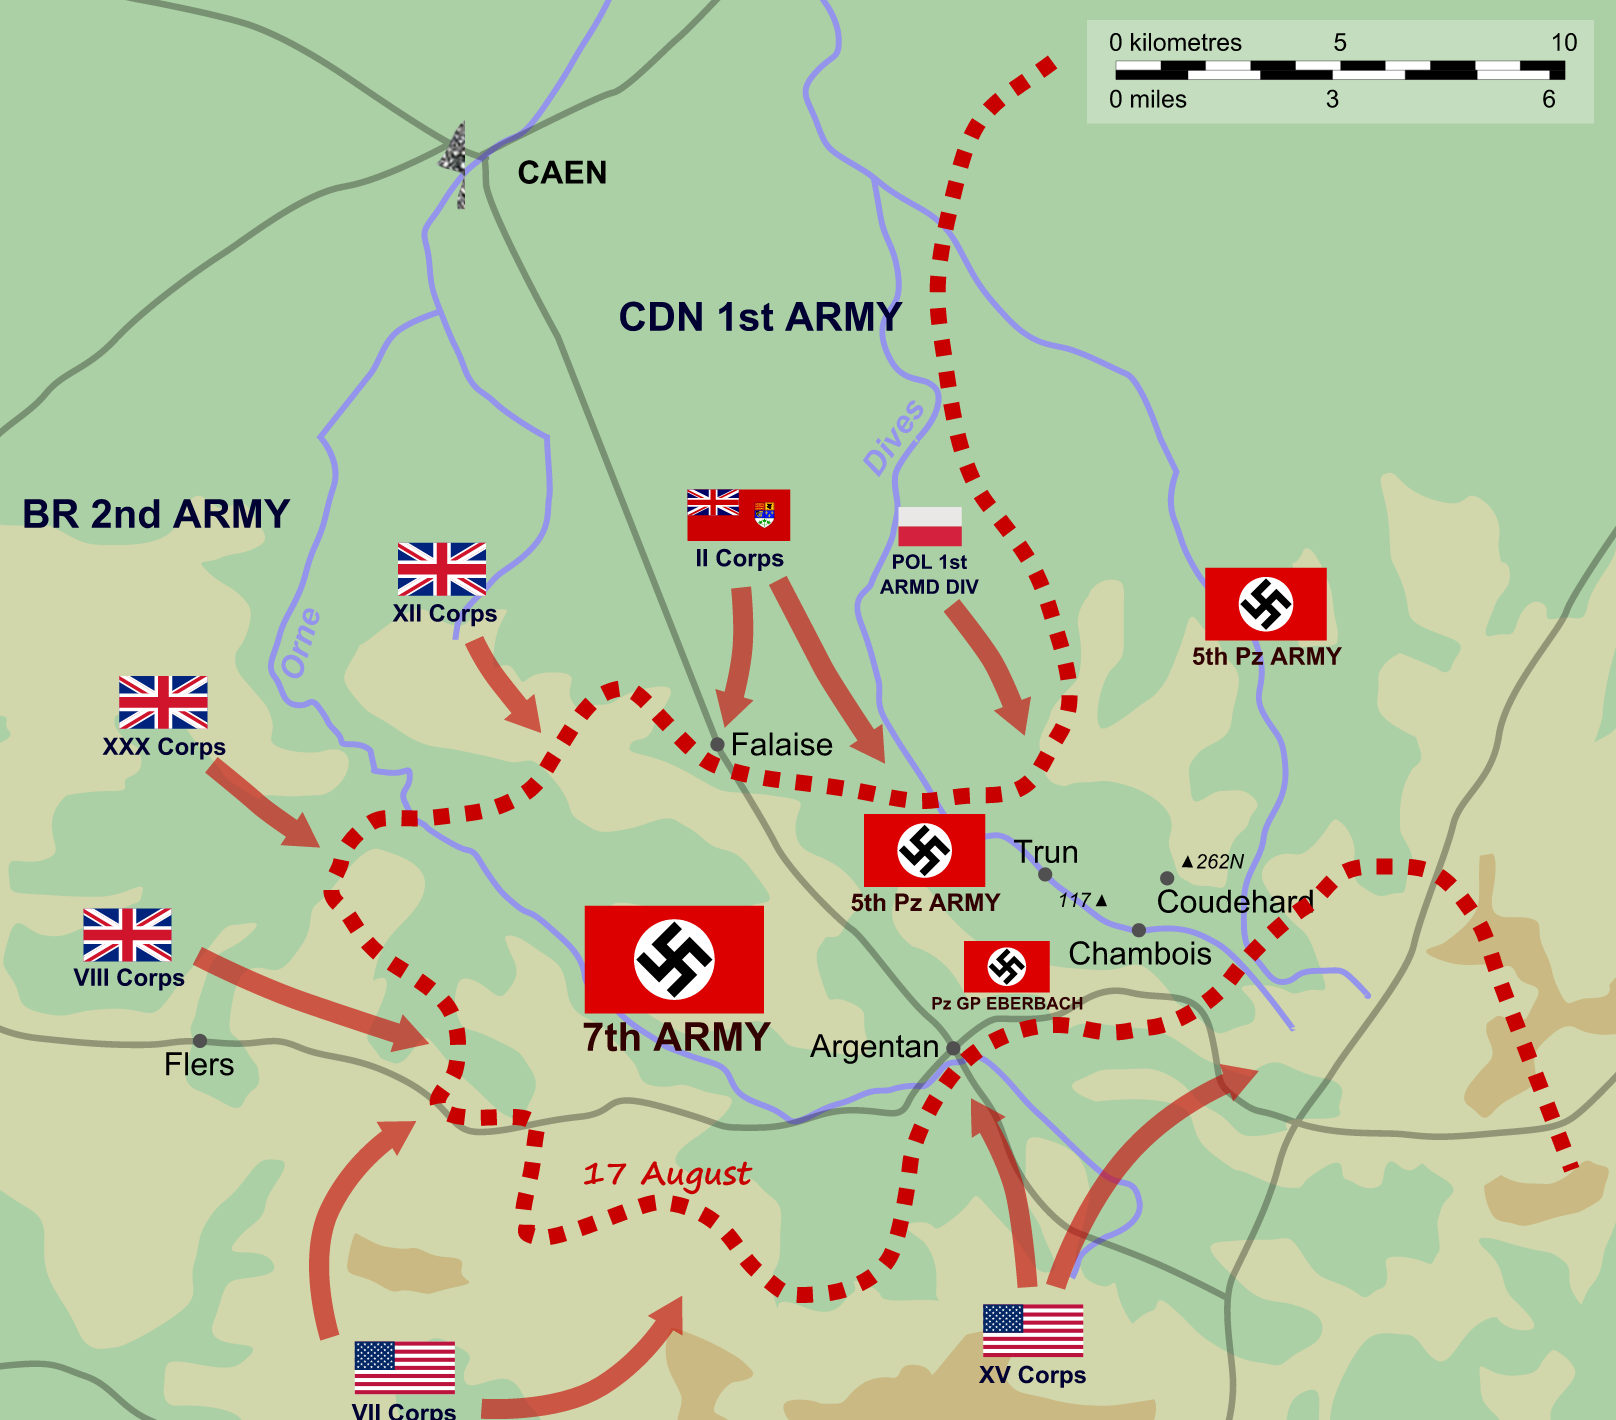 0 kilometres 5 10
0 miles 3 6
CAEN
CDN 1st ARMY
Dives
BR 2nd ARMY
II Corps
POL 1st
ARMD DIV
XII Corps
Orne
5th Pz ARMY
XXX Corps
Falaise
Trun
262N
117
Coudehard
5th Pz ARMY
Chambois
VIII Corps
Pz GP EBERBACH
7th ARMY
Argentan
Flers
17 August
XV Corps
VII Corps